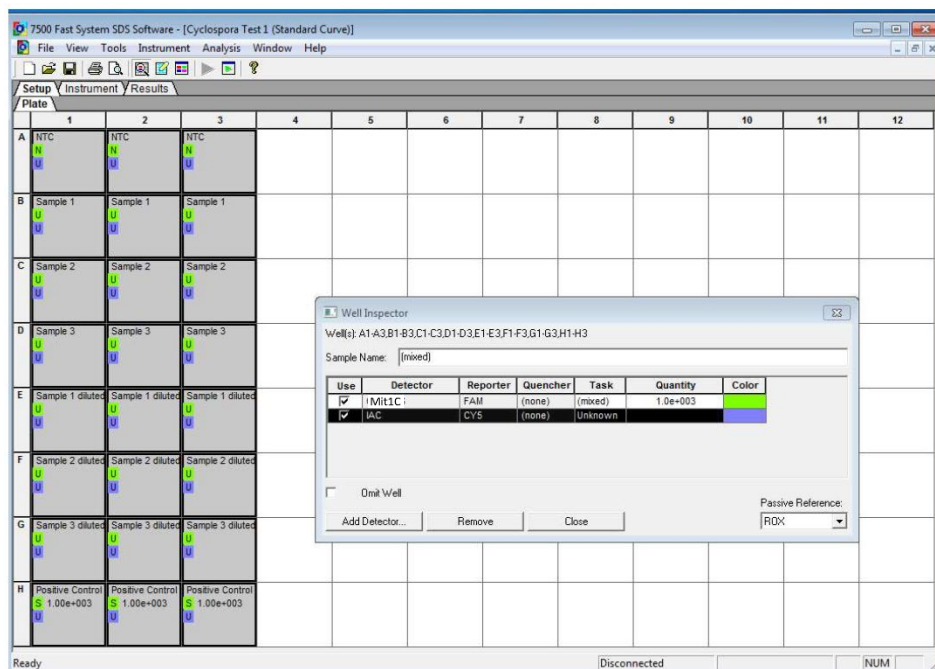 7500 Fast System SDS Software - [Cyclospora Test 1 (Standard Curve)]
File View Tools Instrument Analysis Window Help
Setup Instrument Results
Plate
1 2 3 4 5 6 7 8 9 10 11 12
A NTC NTC NTC
N N N
U U U
B Sample 1 Sample 1 Sample 1
U U U
U U U
C Sample 2 Sample 2 Sample 2
U U U
U U U
D Sample 3 Sample 3 Sample 3
U U U
U U U
E Sample 1 diluted Sample 1 diluted Sample 1 diluted
U U U
U U U
F Sample 2 diluted Sample 2 diluted Sample 2 diluted
U U U
U U U
G Sample 3 diluted Sample 3 diluted Sample 3 diluted
U U U
U U U
H Positive Control Positive Control Positive Control
S 1.00e+003 S 1.00e+003 S 1.00e+003
U U U
Well Inspector
Well(s): A1-A3,B1-B3,C1-C3,D1-D3,E1-E3,F1-F3,G1-G3,H1-H3
Sample Name: (mixed)
Use Detector Reporter Quencher Task Quantity Color
Mit1C FAM (none) (mixed) 1.0e+003
IAC CY5 (none) Unknown
Omit Well
Passive Reference:
Add Detector... Remove Close ROX
Ready Disconnected NUM